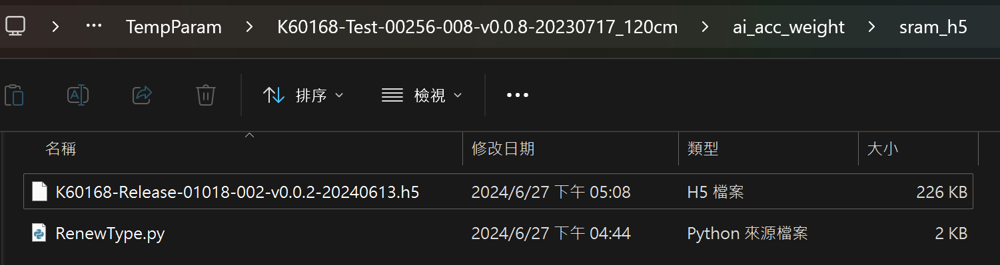 TempParam K60168-Test-00256-008-v0.0.8-20230717_120cm ai_acc_weight sram_h5
排序 檢視
名稱 修改日期 類型 大小
K60168-Release-01018-002-v0.0.2-20240613.h5 2024/6/27 下午 05:08 H5 檔案 226 KB
RenewType.py 2024/6/27 下午 04:44 Python 來源檔案 2 KB